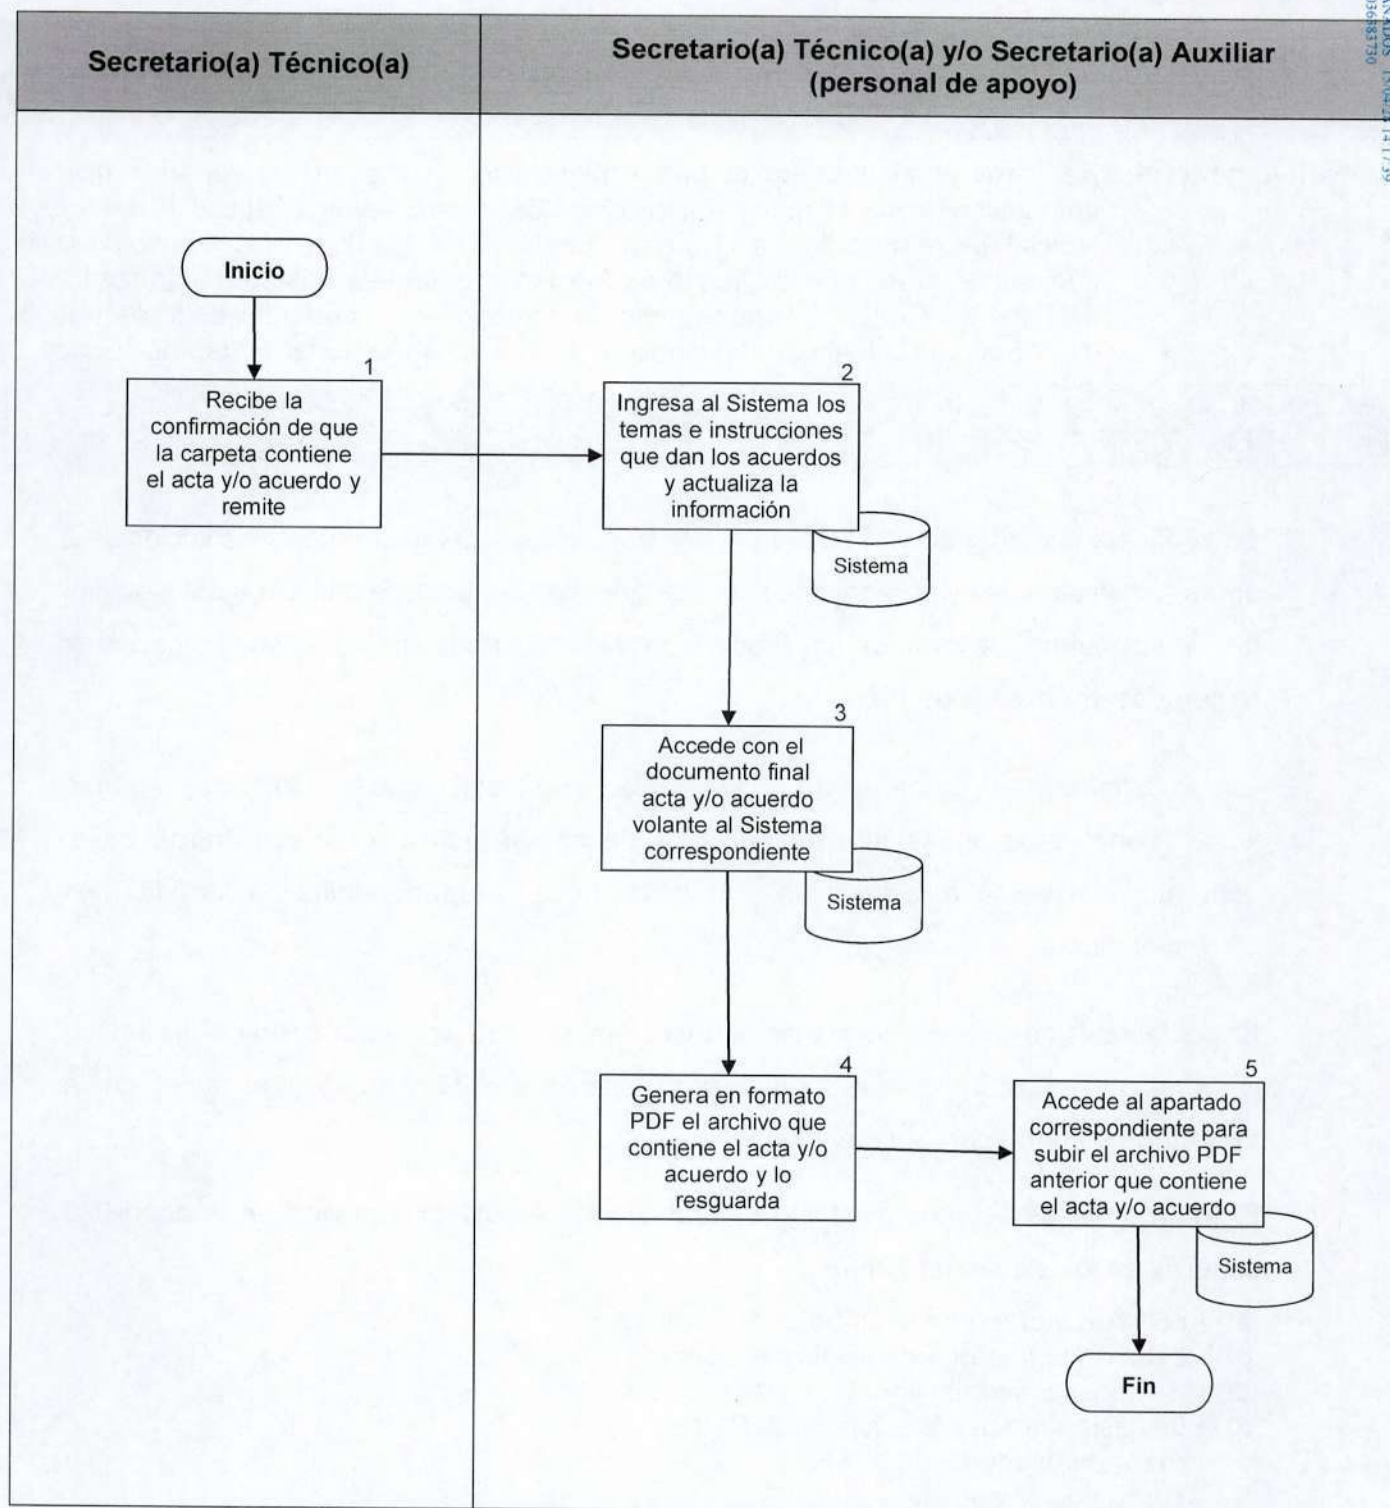 Secretario(a) Técnico(a)
Secretario(a) Técnico(a) y/o Secretario(a) Auxiliar
(personal de apoyo)
Inicio
1
Recibe la
confirmación de que
la carpeta contiene
el acta y/o acuerdo y
remite
2
Ingresa al Sistema los
temas e instrucciones
que dan los acuerdos
y actualiza la
información
Sistema
3
Accede con el
documento final
acta y/o acuerdo
volante al Sistema
correspondiente
Sistema
4
Genera en formato
PDF el archivo que
contiene el acta y/o
acuerdo y lo
resguarda
5
Accede al apartado
correspondiente para
subir el archivo PDF
anterior que contiene
el acta y/o acuerdo
Sistema
Fin